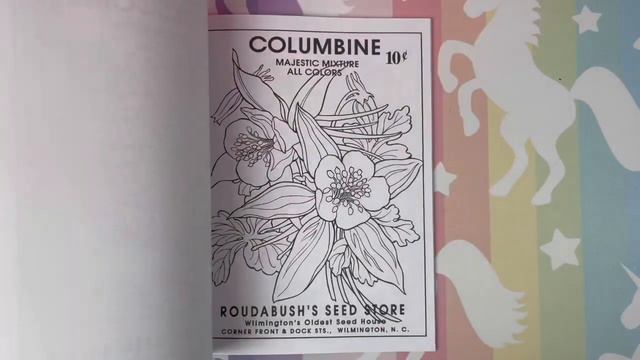 COLUMBINE
MAJESTIC MIXTURE
ALL COLORS
10¢
ROUDABUSH'S SEED STORE
Wilmington's Oldest Seed House
CORNER FRONT & DOCK STS., WILMINGTON, N. C.